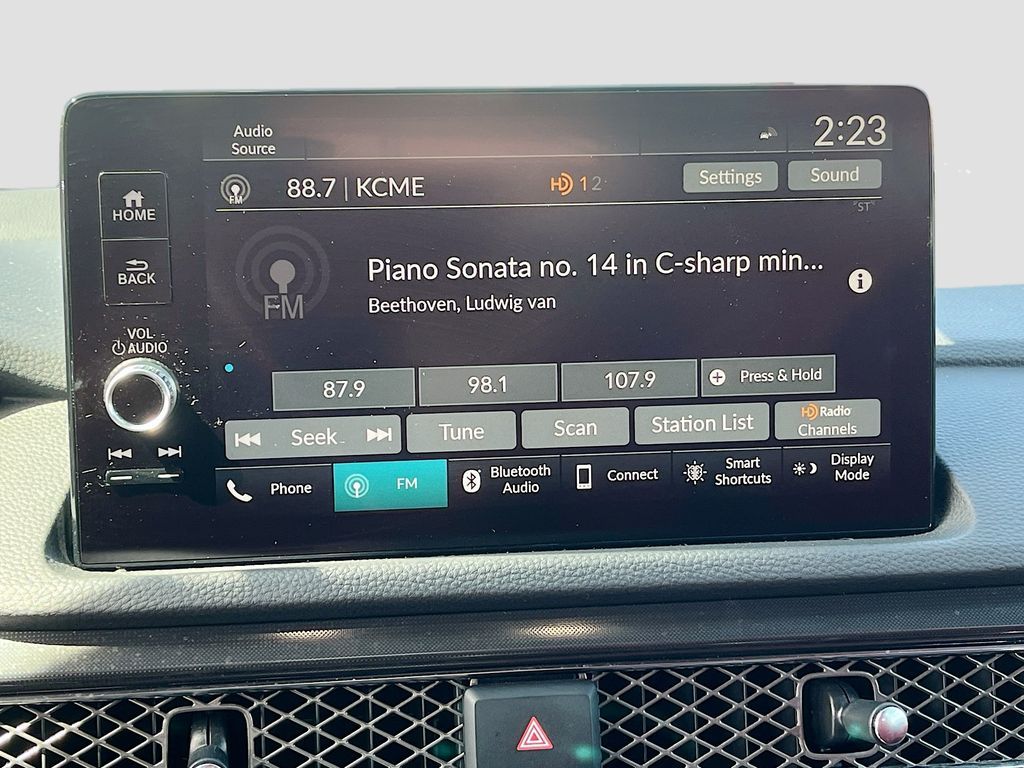 Audio
Source
2:23
HOME
FM
88.7 | KCME
HD 1 2
Settings
Sound
"ST"
BACK
FM
Piano Sonata no. 14 in C-sharp min...
Beethoven, Ludwig van
i
VOL
AUDIO
87.9
98.1
107.9
Press & Hold
Seek
Tune
Scan
Station List
HD Radio
Channels
Phone
FM
Bluetooth
Audio
Connect
Smart
Shortcuts
Display
Mode